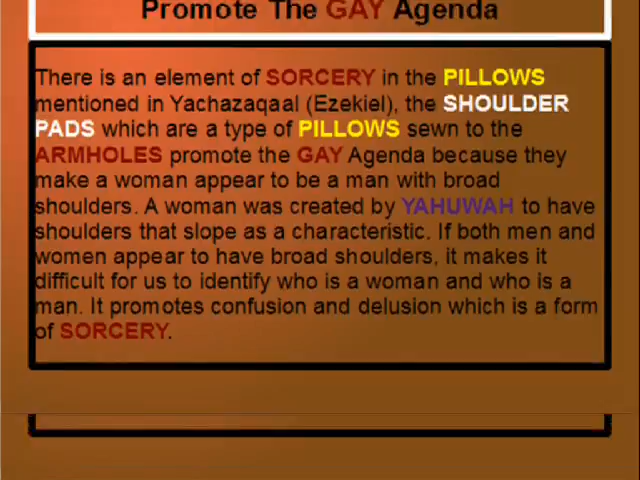 Promote The GAY Agenda
There is an element of SORCERY in the PILLOWS
mentioned in Yachazaqaal (Ezekiel), the SHOULDER
PADS which are a type of PILLOWS sewn to the
ARMHOLES promote the GAY Agenda because they
make a woman appear to be a man with broad
shoulders. A woman was created by YAHUWAH to have
shoulders that slope as a characteristic. If both men and
women appear to have broad shoulders, it makes it
difficult for us to identify who is a woman and who is a
man. It promotes confusion and delusion which is a form
of SORCERY.